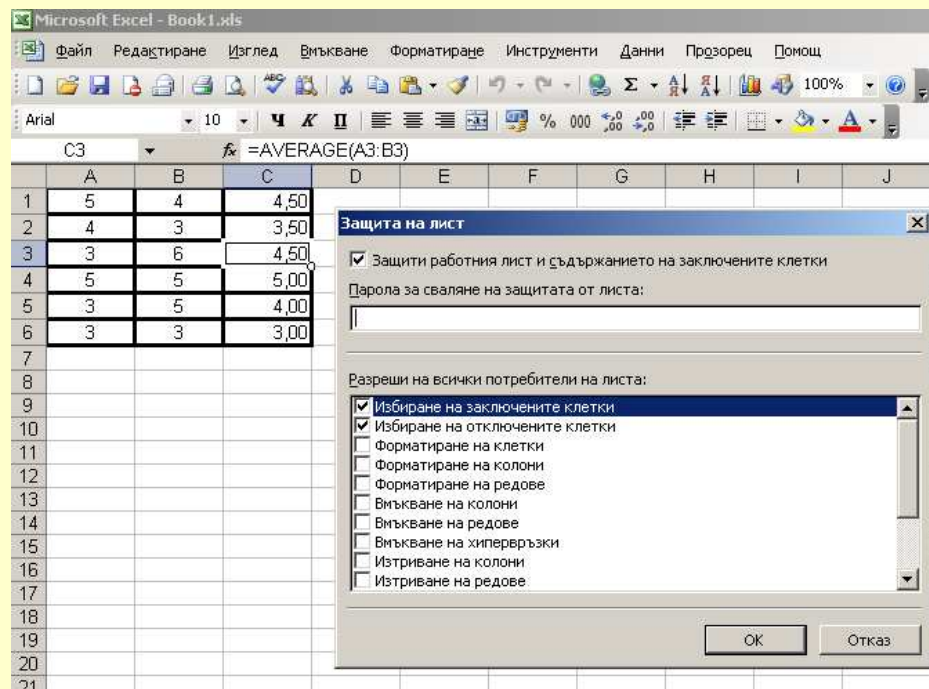 Microsoft Excel - Book1.xls
Файл Редактиране Изглед Вмъкване Форматиране Инструменти Данни Прозорец Помощ
ABC Σ А Я Я А 100%
Arial 10 Ч К П % 000 ,00 ,00 А
C3 fx =AVERAGE(A3:B3)
A B C D E F G H I J
1 5 4 4,50
2 4 3 3,50
3 3 6 4,50
4 5 5 5,00
5 3 5 4,00
6 3 3 3,00
7
8
9
10
11
12
13
14
15
16
17
18
19
20
21
Защита на лист
Защити работния лист и съдържанието на заключените клетки
Парола за сваляне на защитата от листа:
Разреши на всички потребители на листа:
Избиране на заключените клетки
Избиране на отключените клетки
Форматиране на клетки
Форматиране на колони
Форматиране на редове
Вмъкване на колони
Вмъкване на редове
Вмъкване на хипервръзки
Изтриване на колони
Изтриване на редове
OK Отказ